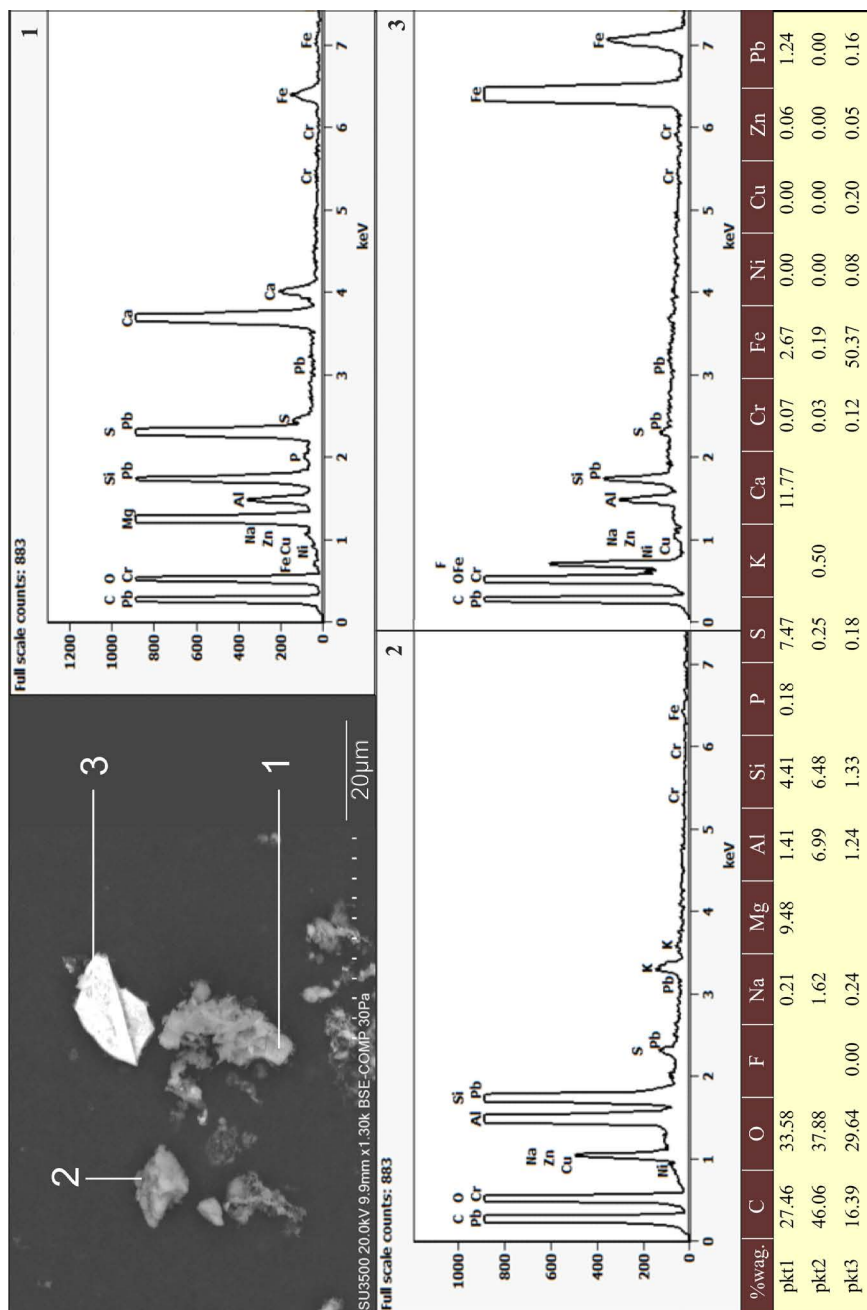 2
3
1
20µm
SU3500 20.0kV 9.9mm x1.30k BSE-COMP 30Pa
Full scale counts: 883
1
1200
1000
800
600
400
200
0
C O S
Pb Cr Mg Si Pb Pb Ca
Na
Zn Al
Fe Cu P S Ca Fe
Ni Pb Cr Cr Fe
0 1 2 3 4 5 6 7
keV
Full scale counts: 883
2
1000
800
600
400
200
0
C O Si
Pb Cr Al Pb
Na
Zn
Cu S K
Ni Pb Pb K Cr Cr Fe
0 1 2 3 4 5 6 7
keV
3
F
C O Fe Fe
Pb Cr Na Si
Zn Pb Fe
Ni Al S
Cu Pb Pb Cr Cr
0 1 2 3 4 5 6 7
keV
%wag. C O F Na Mg Al Si P S K Ca Cr Fe Ni Cu Zn Pb
pkt1 27.46 33.58 0.21 9.48 1.41 4.41 0.18 7.47 11.77 0.07 2.67 0.00 0.00 0.06 1.24
pkt2 46.06 37.88 1.62 6.99 6.48 0.25 0.50 0.03 0.19 0.00 0.00 0.00 0.00
pkt3 16.39 29.64 0.00 0.24 1.24 1.33 0.18 0.12 50.37 0.08 0.20 0.05 0.16